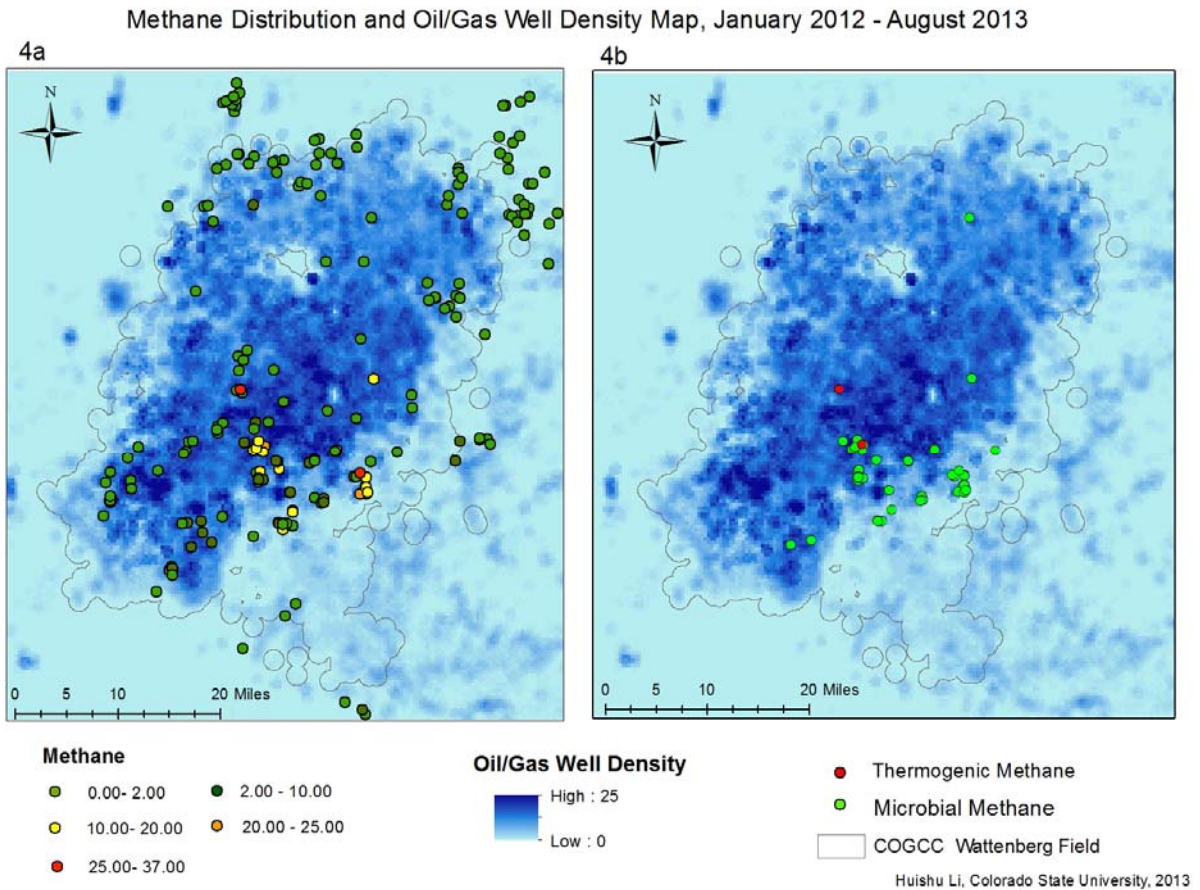 Methane Distribution and Oil/Gas Well Density Map, January 2012 - August 2013
4a
4b
N
N
0 5 10 20 Miles
0 5 10 20 Miles
Methane
0.00- 2.00
2.00 - 10.00
10.00- 20.00
20.00 - 25.00
25.00 - 37.00
Oil/Gas Well Density
High : 25
Low : 0
Thermogenic Methane
Microbial Methane
COGCC Wattenberg Field
Huishu Li, Colorado State University, 2013